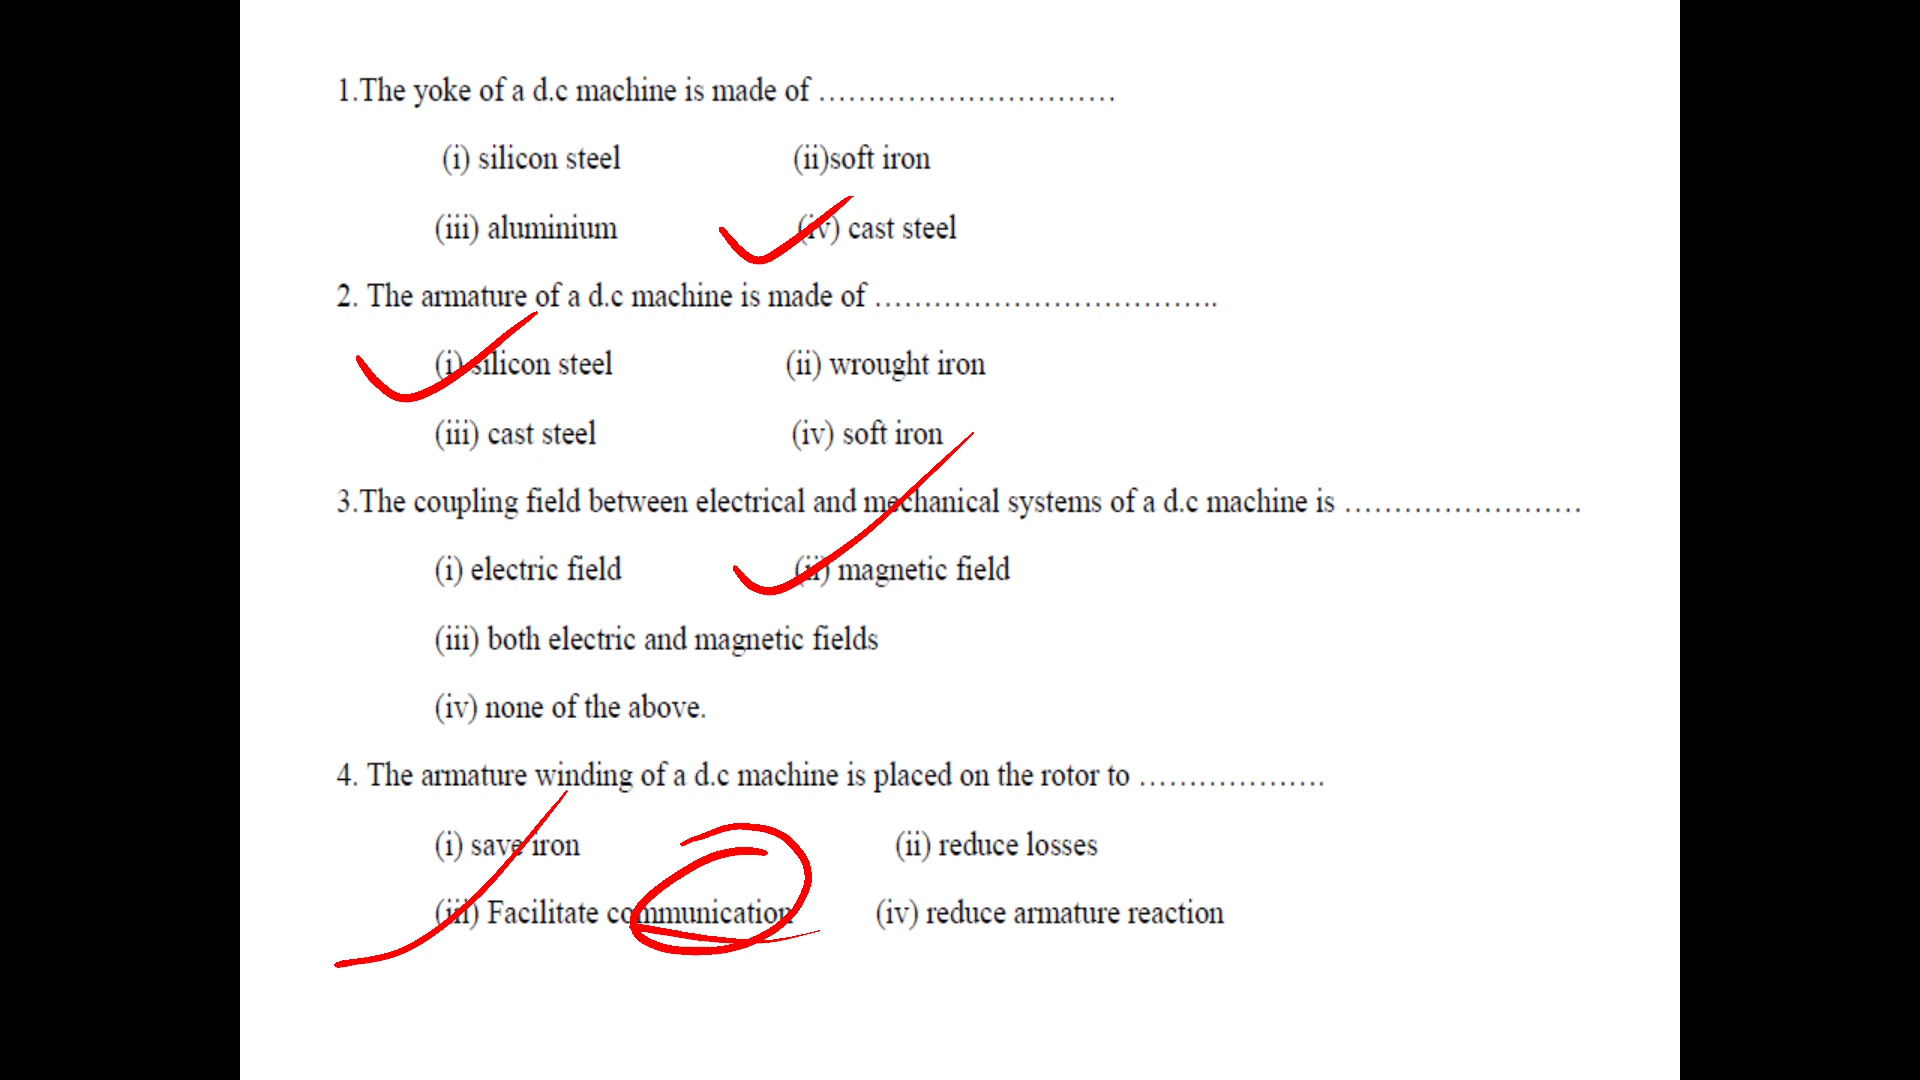 1.The yoke of a d.c machine is made of …………………………
(i) silicon steel (ii)soft iron
(iii) aluminium (iv) cast steel
2. The armature of a d.c machine is made of ……………………………..
(i) silicon steel (ii) wrought iron
(iii) cast steel (iv) soft iron
3.The coupling field between electrical and mechanical systems of a d.c machine is ……………………
(i) electric field (ii) magnetic field
(iii) both electric and magnetic fields
(iv) none of the above.
4. The armature winding of a d.c machine is placed on the rotor to ……………….
(i) save iron (ii) reduce losses
(iii) Facilitate communication (iv) reduce armature reaction